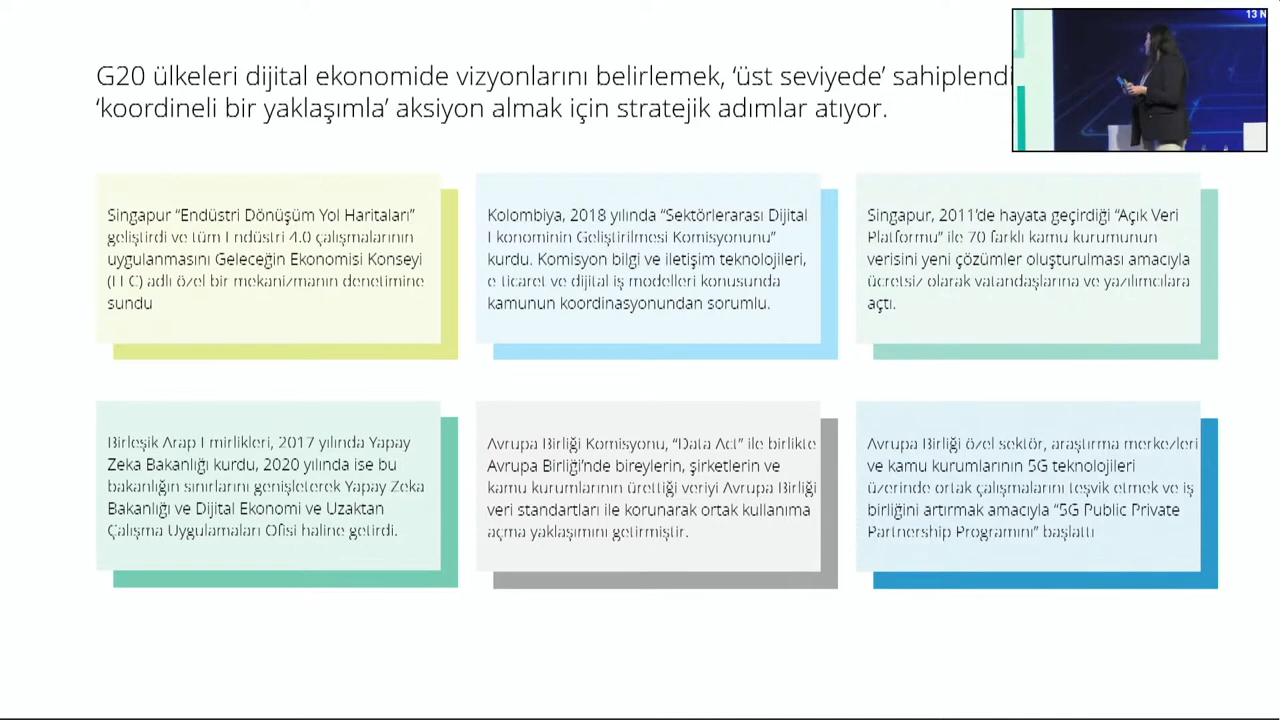 G20 ülkeleri dijital ekonomide vizyonlarını belirlemek, ‘üst seviyede’
‘koordineli bir yaklaşımla’ aksiyon almak için stratejik adımlar atıyor.
13
Singapur “Endüstri Dönüşüm Yol Haritaları”
geliştirdi ve tüm Endüstri 4.0 çalışmalarının
uygulanmasını Geleceğin Ekonomisi Konseyi
(FEC) adlı özel bir mekanizmanın denetimine
sundu
Kolombiya, 2018 yılında “Sektörlerarası Dijital
Ekonominin Geliştirilmesi Komisyonunu”
kurdu. Komisyon bilgi ve iletişim teknolojileri,
e-ticaret ve dijital iş modelleri konusunda
kamunun koordinasyonundan sorumlu.
Singapur, 2011’de hayata geçirdiği “Açık Veri
Platformu” ile 70 farklı kamu kurumunun
verisini yeni çözümler oluşturulması amacıyla
ücretsiz olarak vatandaşlarına ve yazılımcılara
açtı.
Birleşik Arap Emirlikleri, 2017 yılında Yapay
Zeka Bakanlığı kurdu, 2020 yılında ise bu
bakanlığın sınırlarını genişleterek Yapay Zeka
Bakanlığı ve Dijital Ekonomi ve Uzaktan
Çalışma Uygulamaları Ofisi haline getirdi.
Avrupa Birliği Komisyonu, “Data Act” ile birlikte
Avrupa Birliği’nde bireylerin, şirketlerin ve
kamu kurumlarının ürettiği veriyi Avrupa Birliği
veri standartları ile korunarak ortak kullanıma
açma yaklaşımını getirmiştir.
Avrupa Birliği özel sektör, araştırma merkezleri
ve kamu kurumlarının 5G teknolojileri
üzerinde ortak çalışmalarını teşvik etmek ve iş
birliğini artırmak amacıyla “5G Public Private
Partnership Programını” başlattı